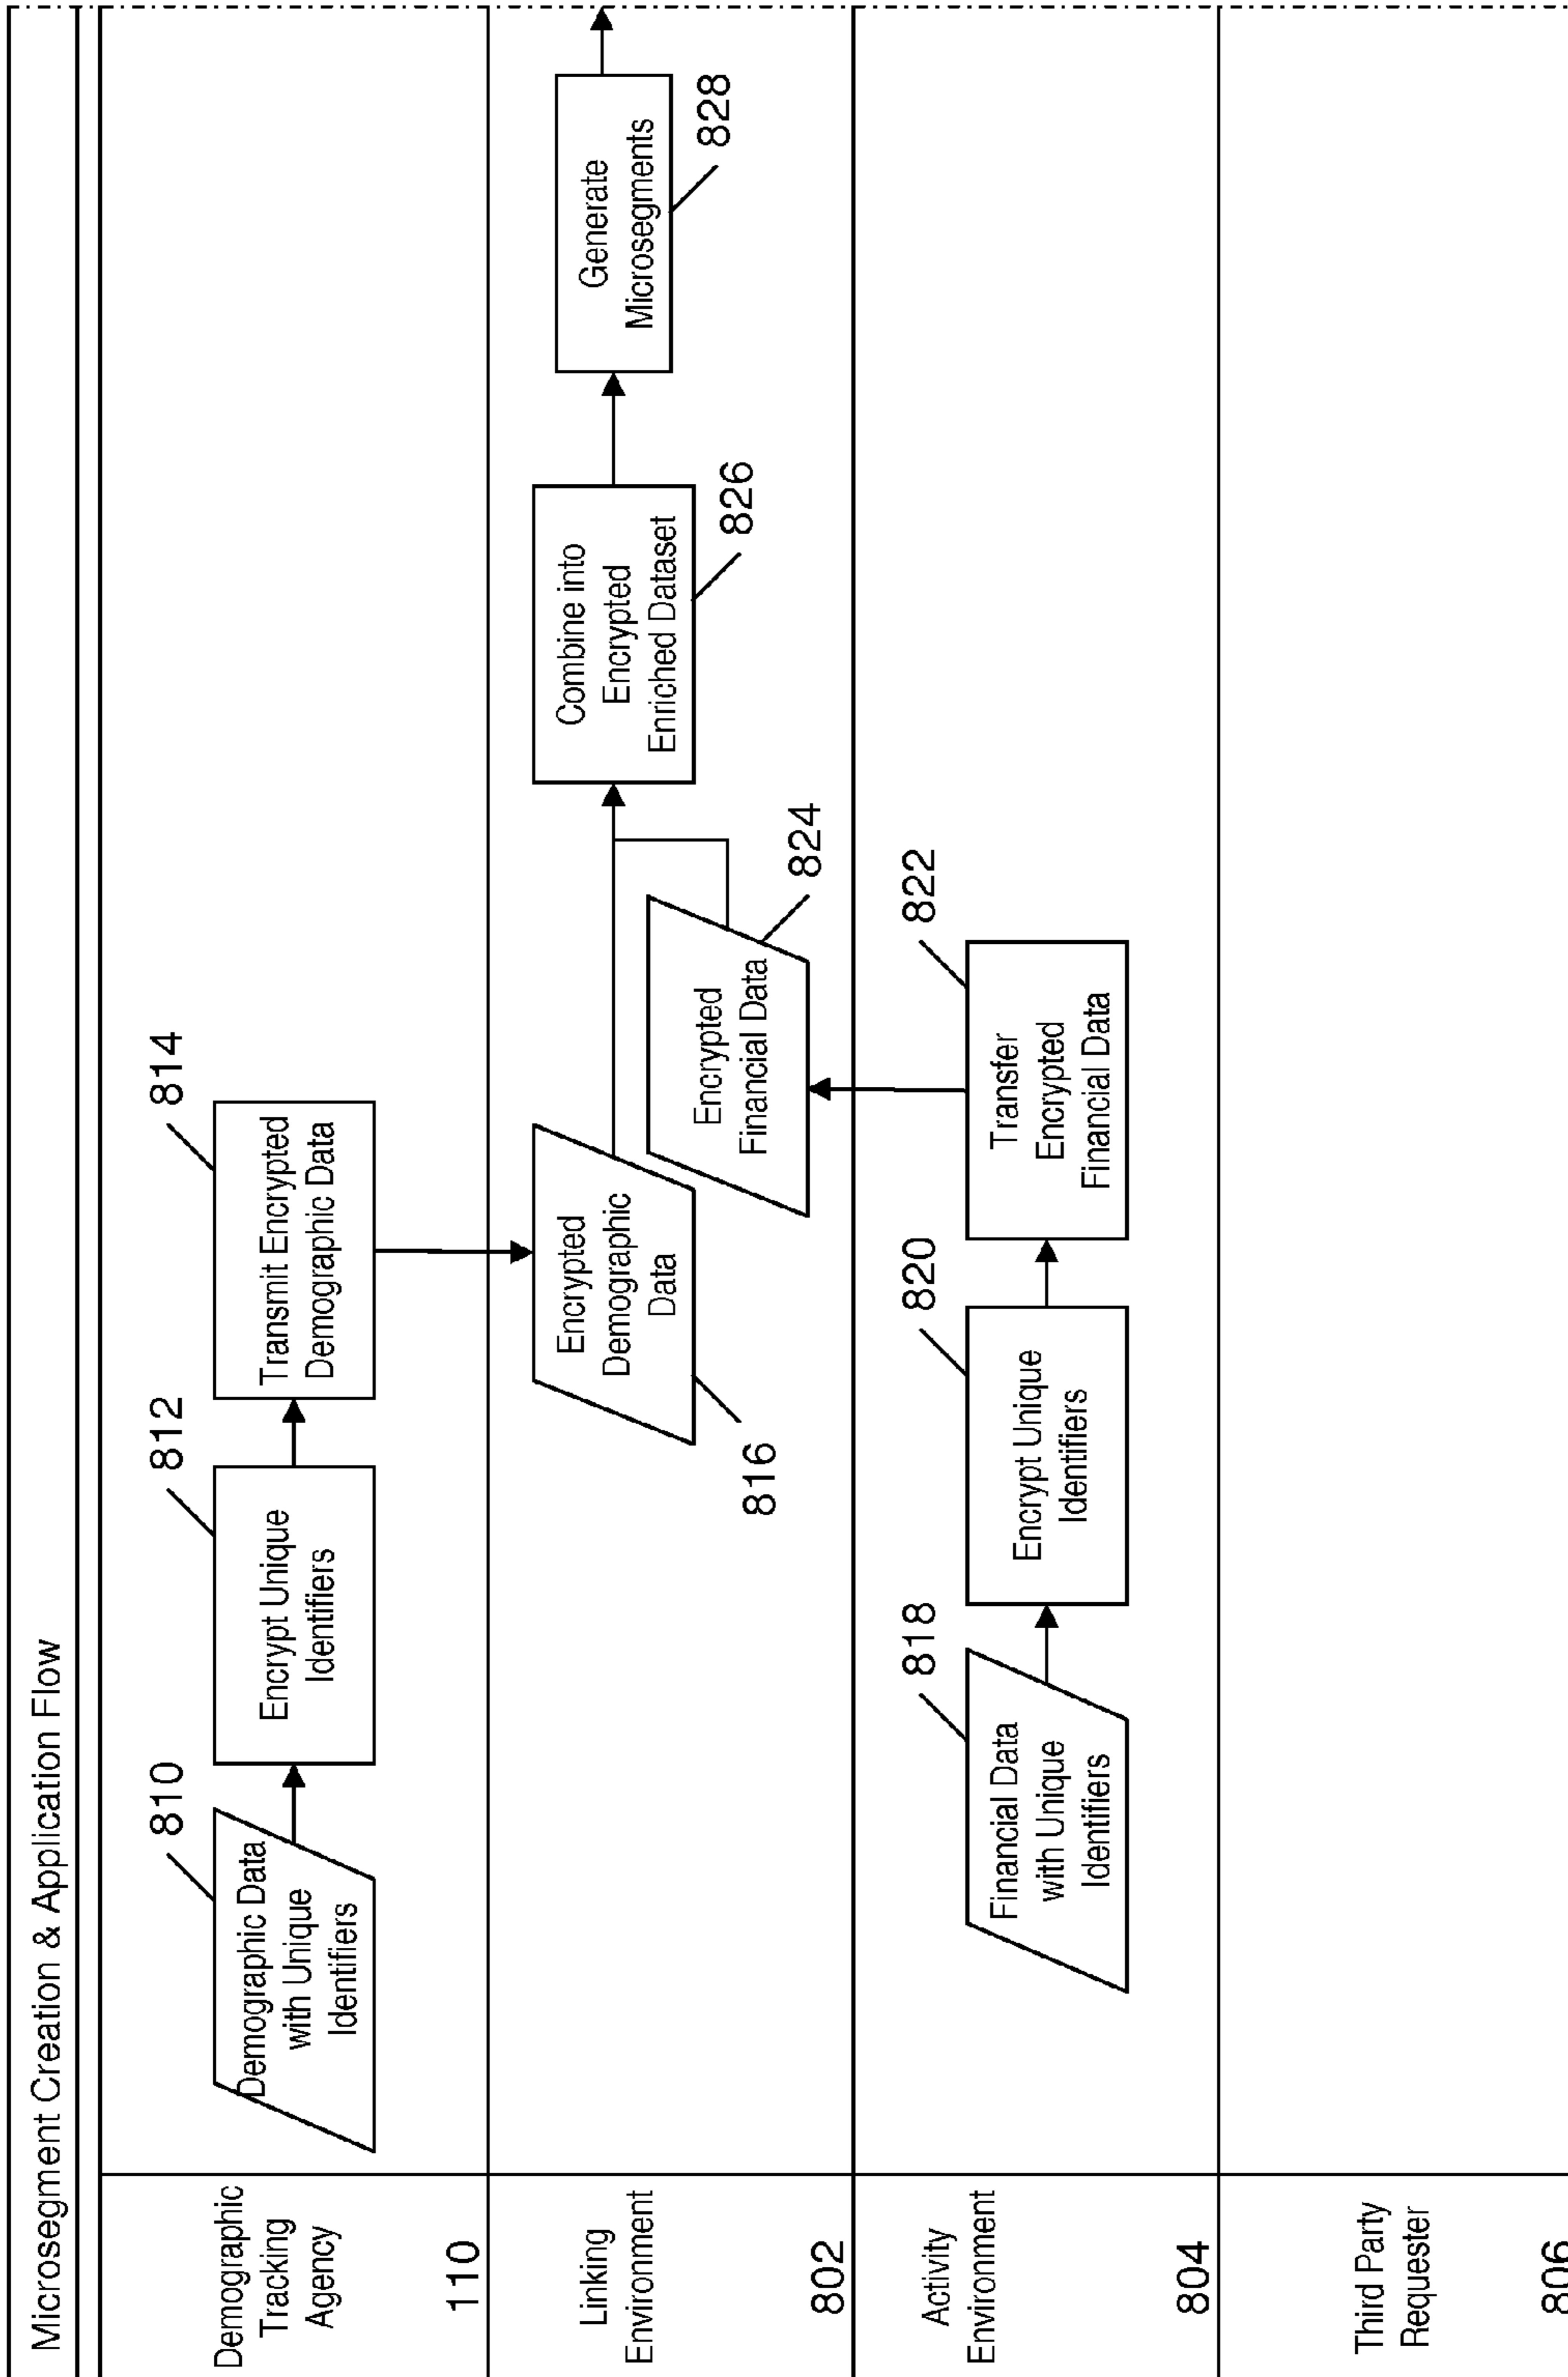 Microsegment Creation & Application Flow
Demographic
Tracking
Agency
110
810
Demographic Data
with Unique
Identifiers
812
Encrypt Unique
Identifiers
814
Transmit Encrypted
Demographic Data
Linking
Environment
802
Encrypted
Demographic
Data
816
Encrypted
Financial Data
824
Combine into
Encrypted
Enriched Dataset
826
Generate
Microsegments
828
Activity
Environment
804
818
Financial Data
with Unique
Identifiers
820
Encrypt Unique
Identifiers
822
Transfer
Encrypted
Financial Data
Third Party
Requester
806